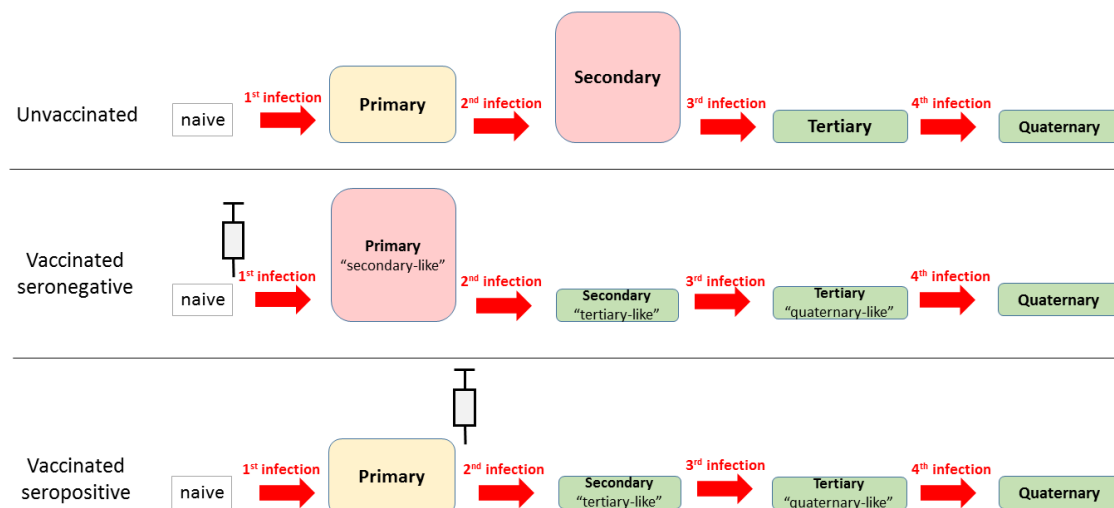 Unvaccinated
naive
1st infection
Primary
2nd infection
Secondary
3rd infection
Tertiary
4th infection
Quaternary
Vaccinated
seronegative
naive
1st infection
Primary
"secondary-like"
2nd infection
Secondary
"tertiary-like"
3rd infection
Tertiary
"quaternary-like"
4th infection
Quaternary
Vaccinated
seropositive
naive
1st infection
Primary
2nd infection
Secondary
"tertiary-like"
3rd infection
Tertiary
"quaternary-like"
4th infection
Quaternary